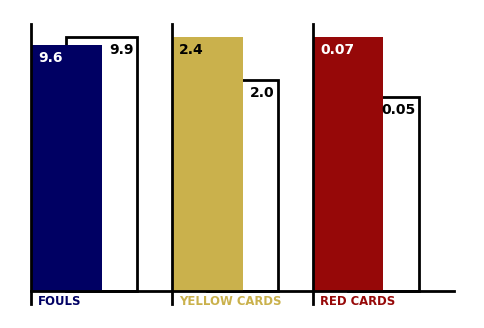 9.6
9.9
2.4
2.0
0.07
0.05
FOULS
YELLOW CARDS
RED CARDS